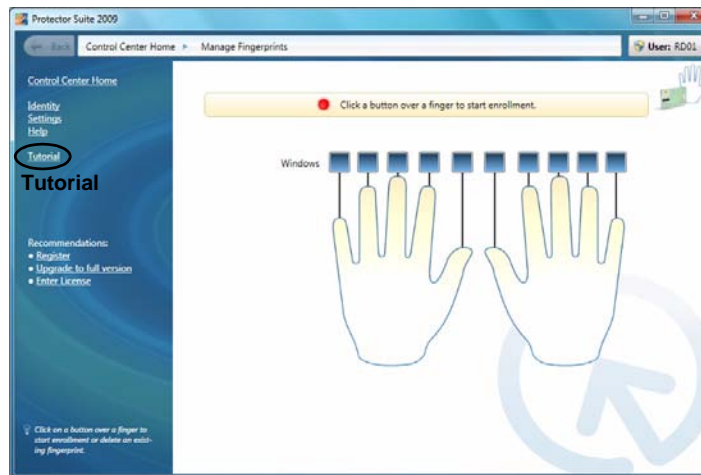 Protector Suite 2009
Back Control Center Home Manage Fingerprints User: RD01
Control Center Home
Identity
Settings
Help
Tutorial
Tutorial
Recommendations:
• Register
• Upgrade to full version
• Enter License
Click on a button over a finger to
start enrollment or delete an exist-
ing fingerprint.
Click a button over a finger to start enrollment.
Windows